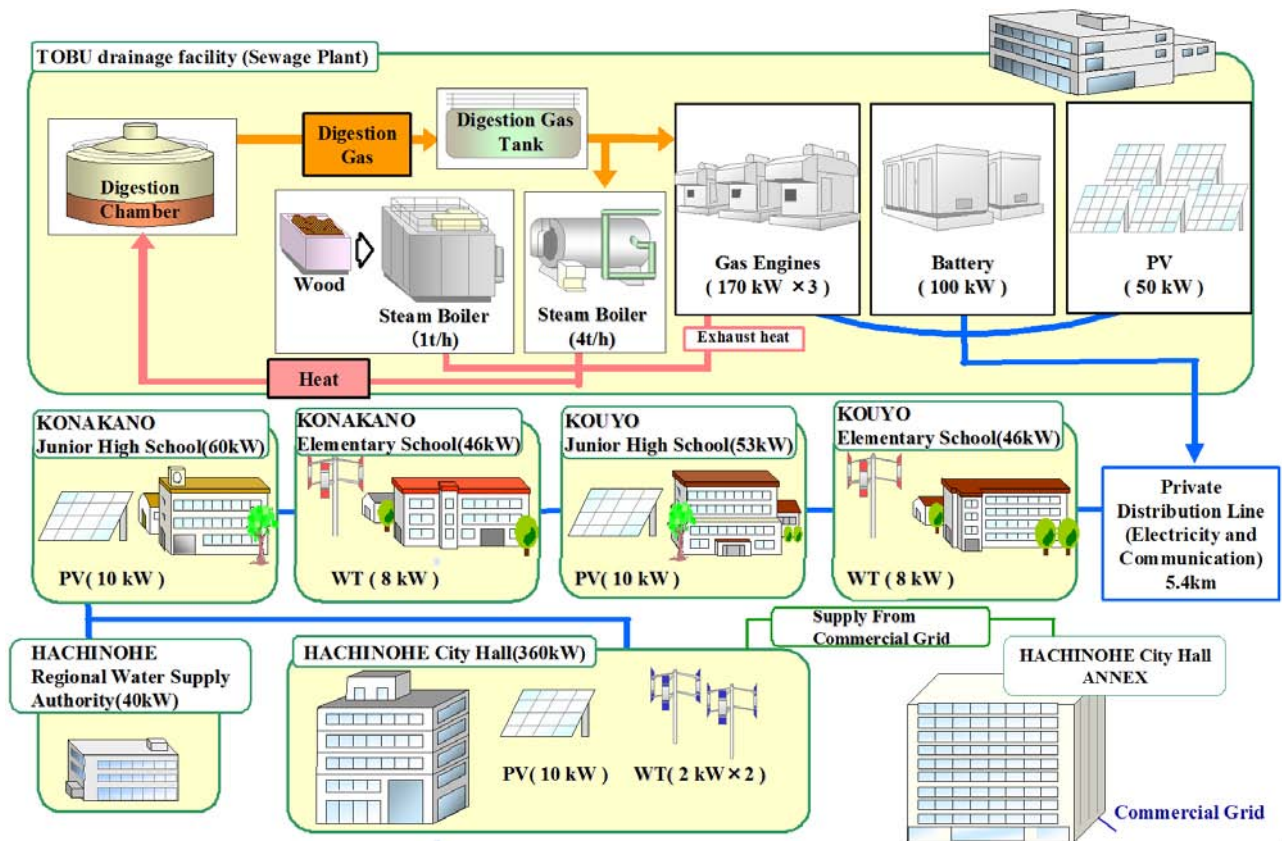 TOBU drainage facility (Sewage Plant)
Digestion
Chamber
Digestion
Gas
Digestion Gas
Tank
Wood
Steam Boiler
(1t/h)
Steam Boiler
(4t/h)
Gas Engines
( 170 kW ×3 )
Battery
( 100 kW )
PV
( 50 kW )
Exhaust heat
Heat
KONAKANO
Junior High School(60kW)
PV( 10 kW )
KONAKANO
Elementary School(46kW)
WT ( 8 kW )
KOUYO
Junior High School(53kW)
PV( 10 kW )
KOUYO
Elementary School(46kW)
WT ( 8 kW )
Private
Distribution Line
(Electricity and
Communication)
5.4km
HACHINOHE
Regional Water Supply
Authority(40kW)
HACHINOHE City Hall(360kW)
PV( 10 kW )
WT( 2 kW×2 )
Supply From
Commercial Grid
HACHINOHE City Hall
ANNEX
Commercial Grid